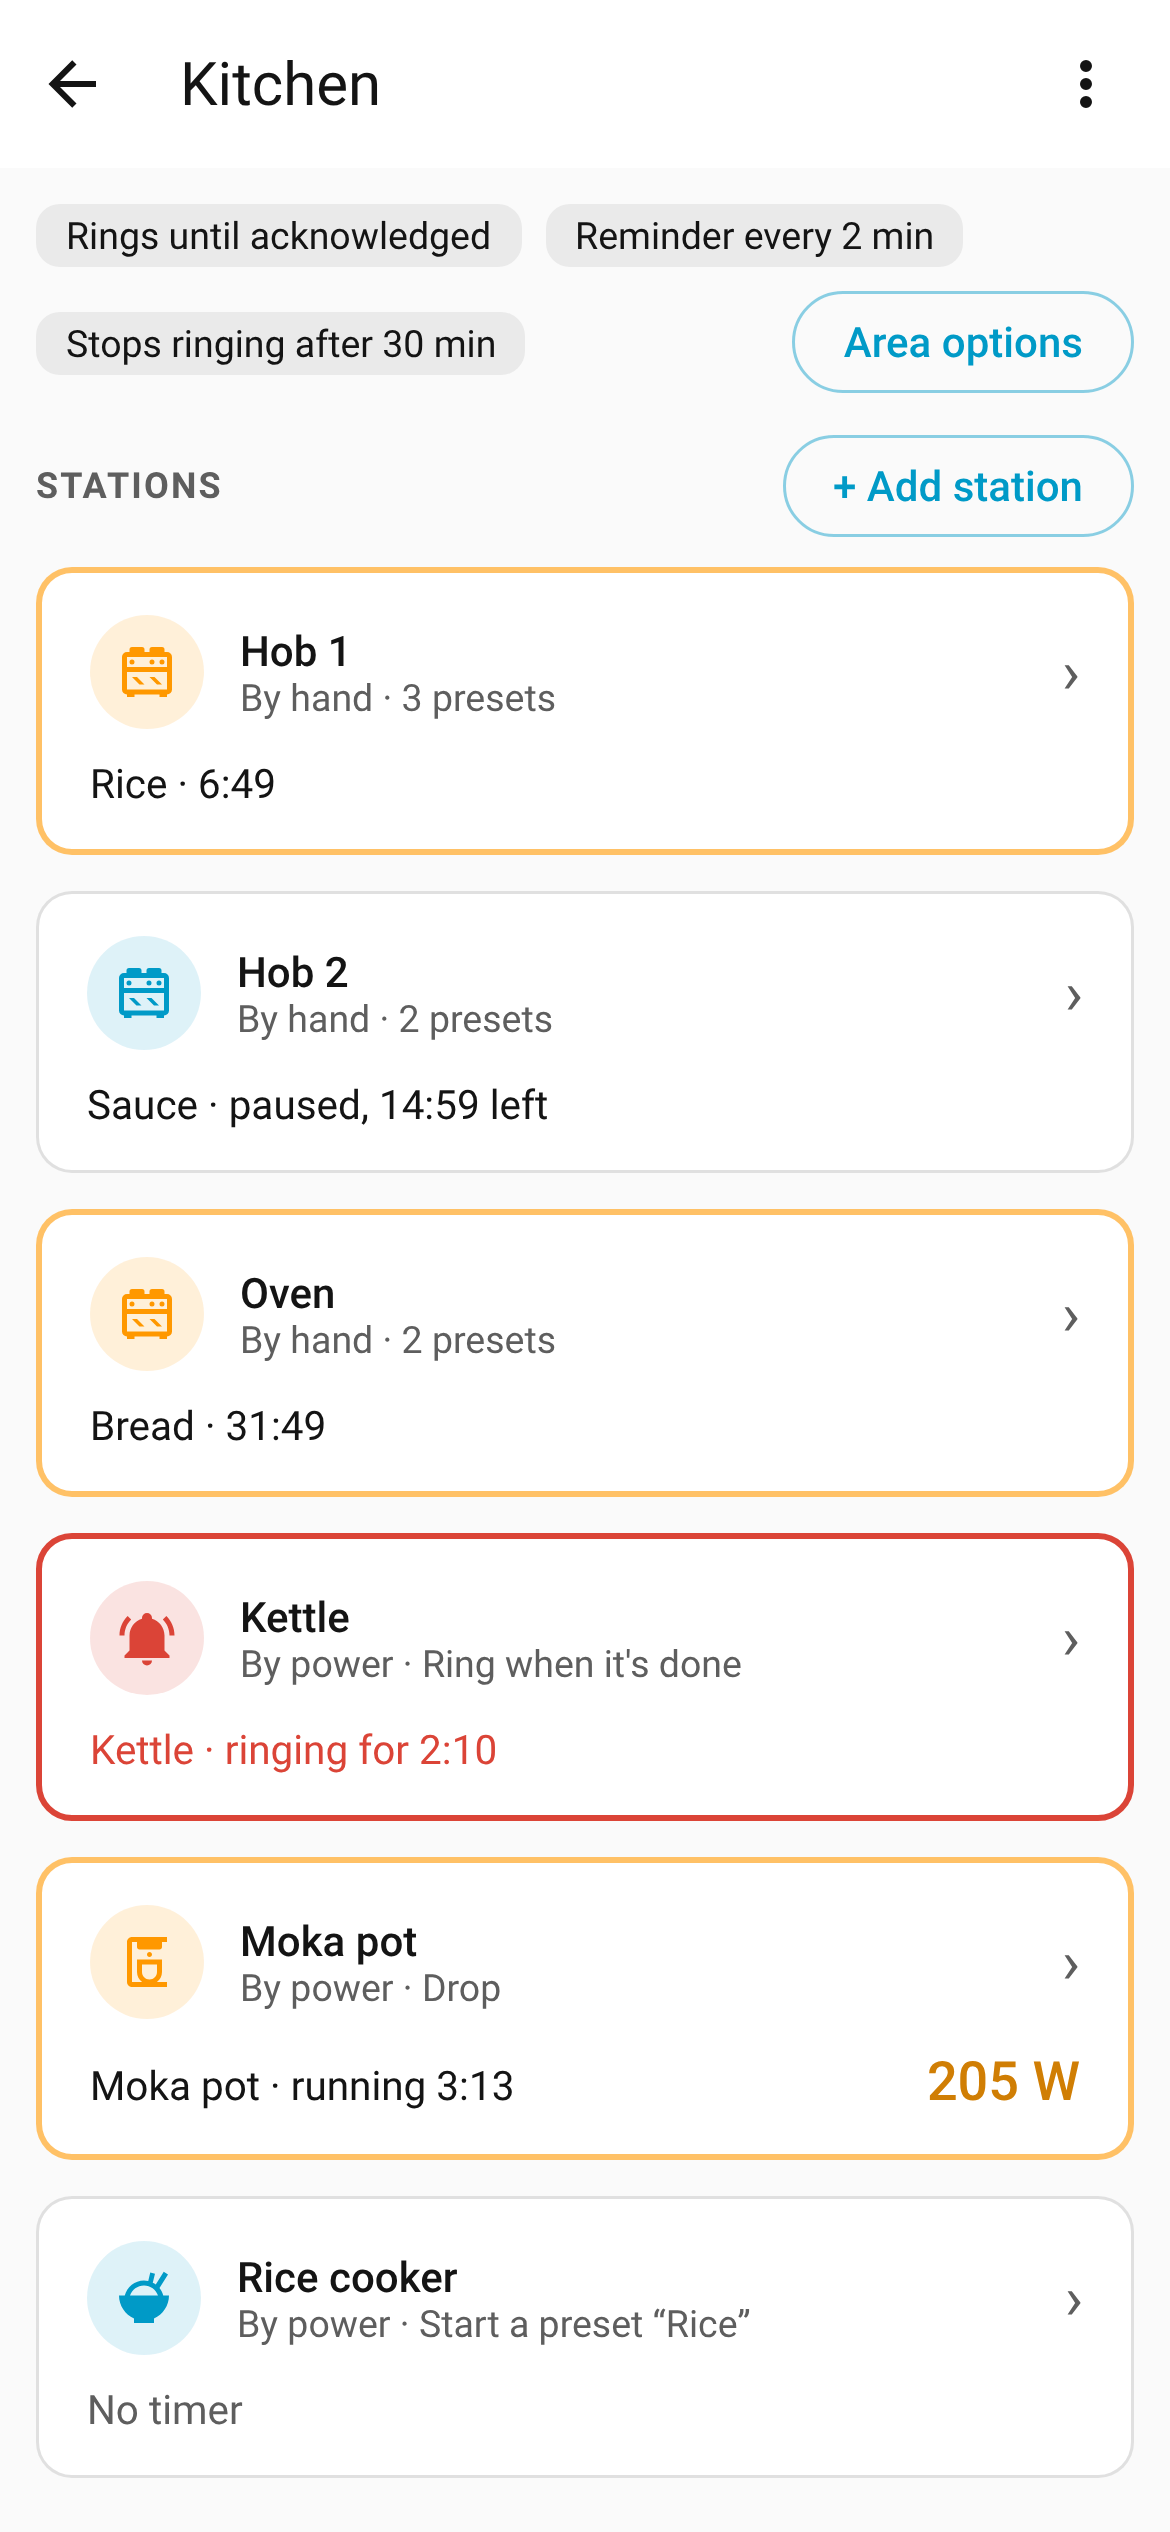 Kitchen
Rings until acknowledged
Reminder every 2 min
Stops ringing after 30 min
Area options
STATIONS
+ Add station
Hob 1
By hand · 3 presets
Rice · 6:49
Hob 2
By hand · 2 presets
Sauce · paused, 14:59 left
Oven
By hand · 2 presets
Bread · 31:49
Kettle
By power · Ring when it's done
Kettle · ringing for 2:10
Moka pot
By power · Drop
Moka pot · running 3:13
205 W
Rice cooker
By power · Start a preset “Rice”
No timer